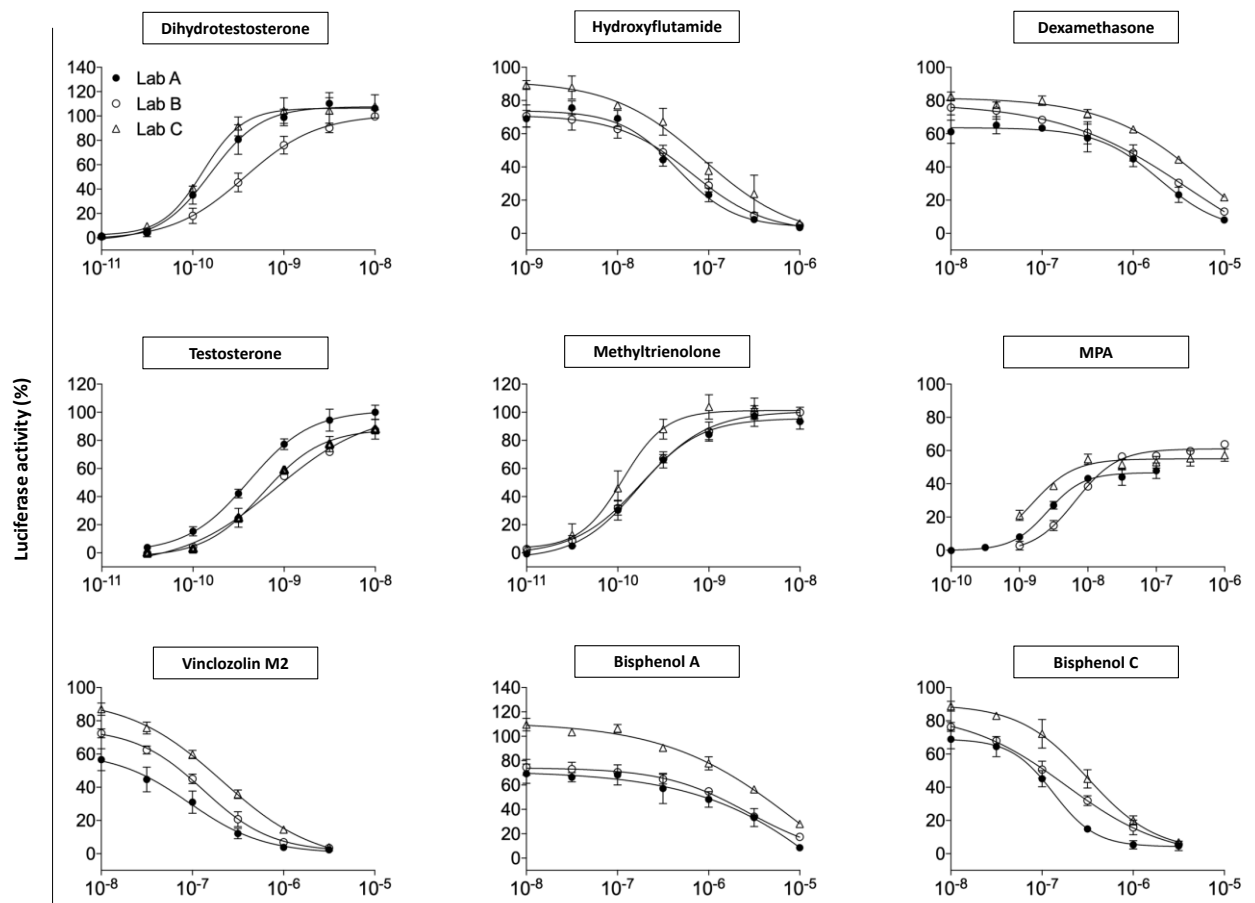 Dihydrotestosterone
Hydroxyflutamide
Dexamethasone
120
100
80
60
40
20
0
Lab A
Lab B
Lab C
10-11 10-10 10-9 10-8
100
80
60
40
20
0
10-9 10-8 10-7 10-6
100
80
60
40
20
0
10-8 10-7 10-6 10-5
Luciferase activity (%)
Testosterone
Methyltrienolone
MPA
120
100
80
60
40
20
0
10-11 10-10 10-9 10-8
120
100
80
60
40
20
0
10-11 10-10 10-9 10-8
100
80
60
40
20
0
10-10 10-9 10-8 10-7 10-6
Vinclozolin M2
Bisphenol A
Bisphenol C
100
80
60
40
20
0
10-8 10-7 10-6 10-5
140
120
100
80
60
40
20
0
10-8 10-7 10-6 10-5
100
80
60
40
20
0
10-8 10-7 10-6 10-5